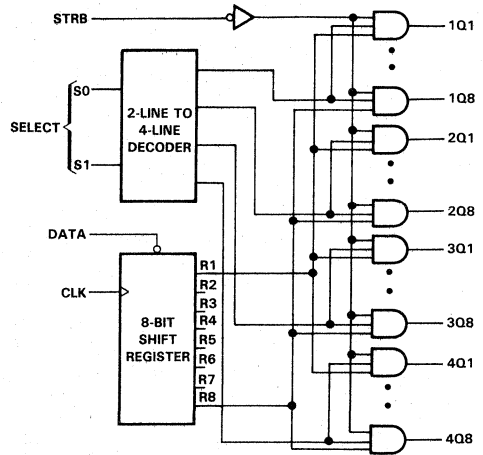 STRB
1Q1
S0
SELECT
S1
2-LINE TO
4-LINE
DECODER
1Q8
2Q1
2Q8
DATA
3Q1
CLK
8-BIT
SHIFT
REGISTER
R1
R2
R3
R4
R5
R6
R7
R8
3Q8
4Q1
4Q8